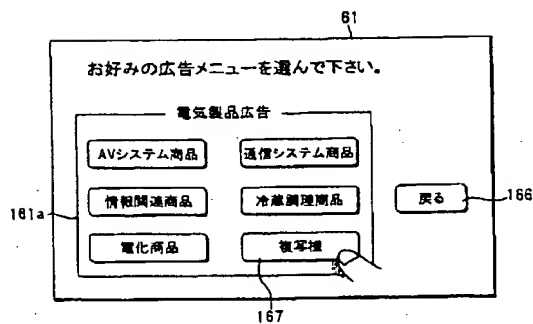 61
お好みの広告メニューを選んで下さい。
電気製品広告
AVシステム商品 通信システム商品
情報関連商品 冷蔵調理商品 戻る 166
161a
電化商品 複写機
167